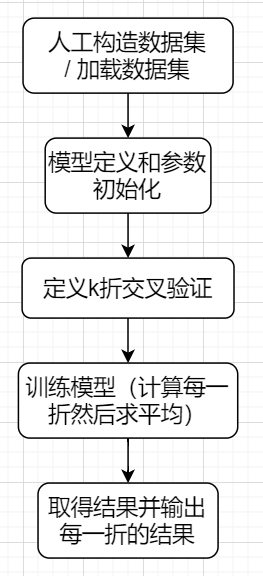 人工构造数据集
/ 加载数据集
模型定义和参数
初始化
定义k折交叉验证
训练模型（计算每一
折然后求平均）
取得结果并输出
每一折的结果